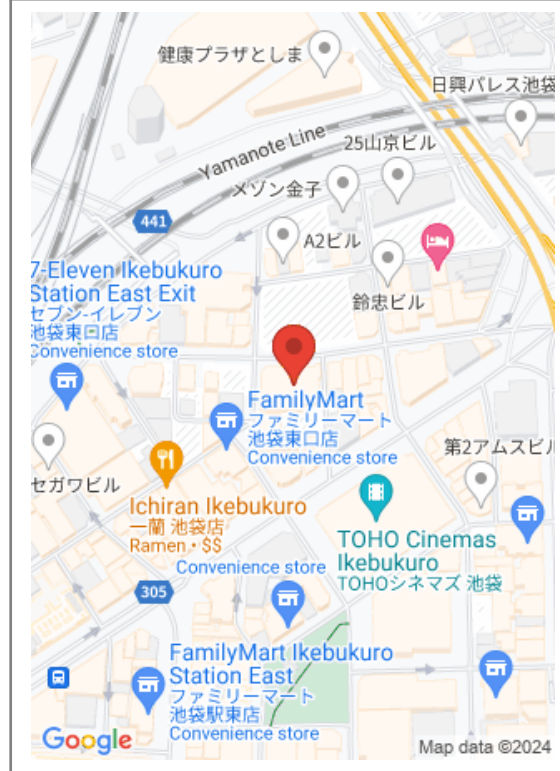 健康プラザとしま
日興パレス池袋
Yamanote Line
25山京ビル
メゾン金子
441
A2ビル
7-Eleven Ikebukuro
Station East Exit
セブン-イレブン
池袋東口店
Convenience store
鈴忠ビル
FamilyMart
ファミリーマート
池袋東口店
Convenience store
セガワビル
第2アムスビル
Ichiran Ikebukuro
一蘭 池袋店
Ramen・$$
TOHO Cinemas
Ikebukuro
TOHOシネマズ 池袋
Convenience store
305
FamilyMart Ikebukuro
Station East
ファミリーマート
池袋駅東店
Convenience store
Google
Map data ©2024